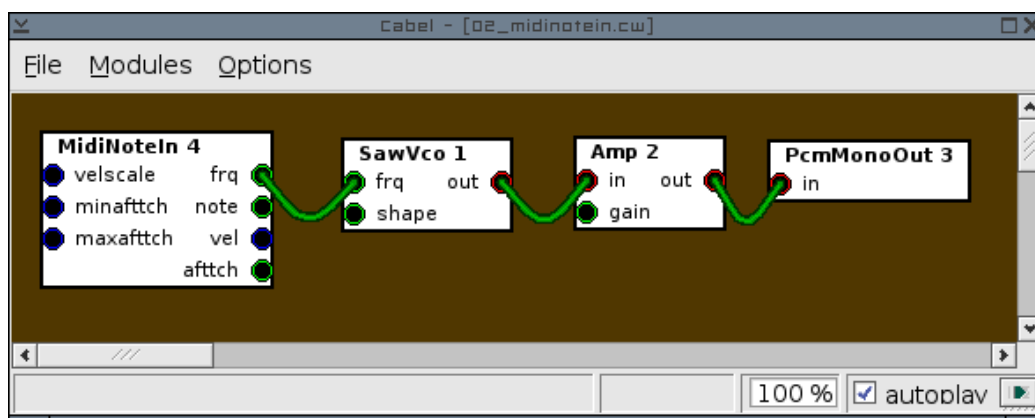 Cabel - [02_midinotein.cw]
File Modules Options
MidiNoteIn 4
velscale frq
minafttch note
maxafttch vel
afttch
SawVco 1
frq out
shape
Amp 2
in out
gain
PcmMonoOut 3
in
100 % autoplay